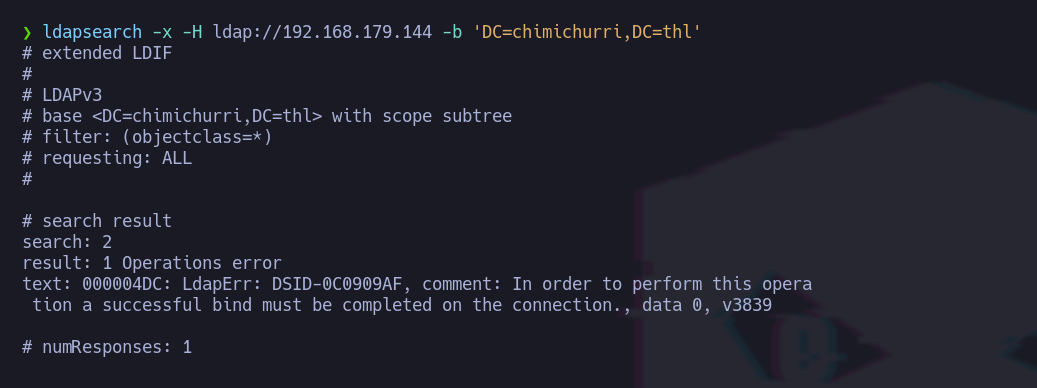 ❯ ldapsearch -x -H ldap://192.168.179.144 -b 'DC=chimichurri,DC=thl'
# extended LDIF
#
# LDAPv3
# base <DC=chimichurri,DC=thl> with scope subtree
# filter: (objectclass=*)
# requesting: ALL
#

# search result
search: 2
result: 1 Operations error
text: 000004DC: LdapErr: DSID-0C0909AF, comment: In order to perform this opera
 tion a successful bind must be completed on the connection., data 0, v3839

# numResponses: 1